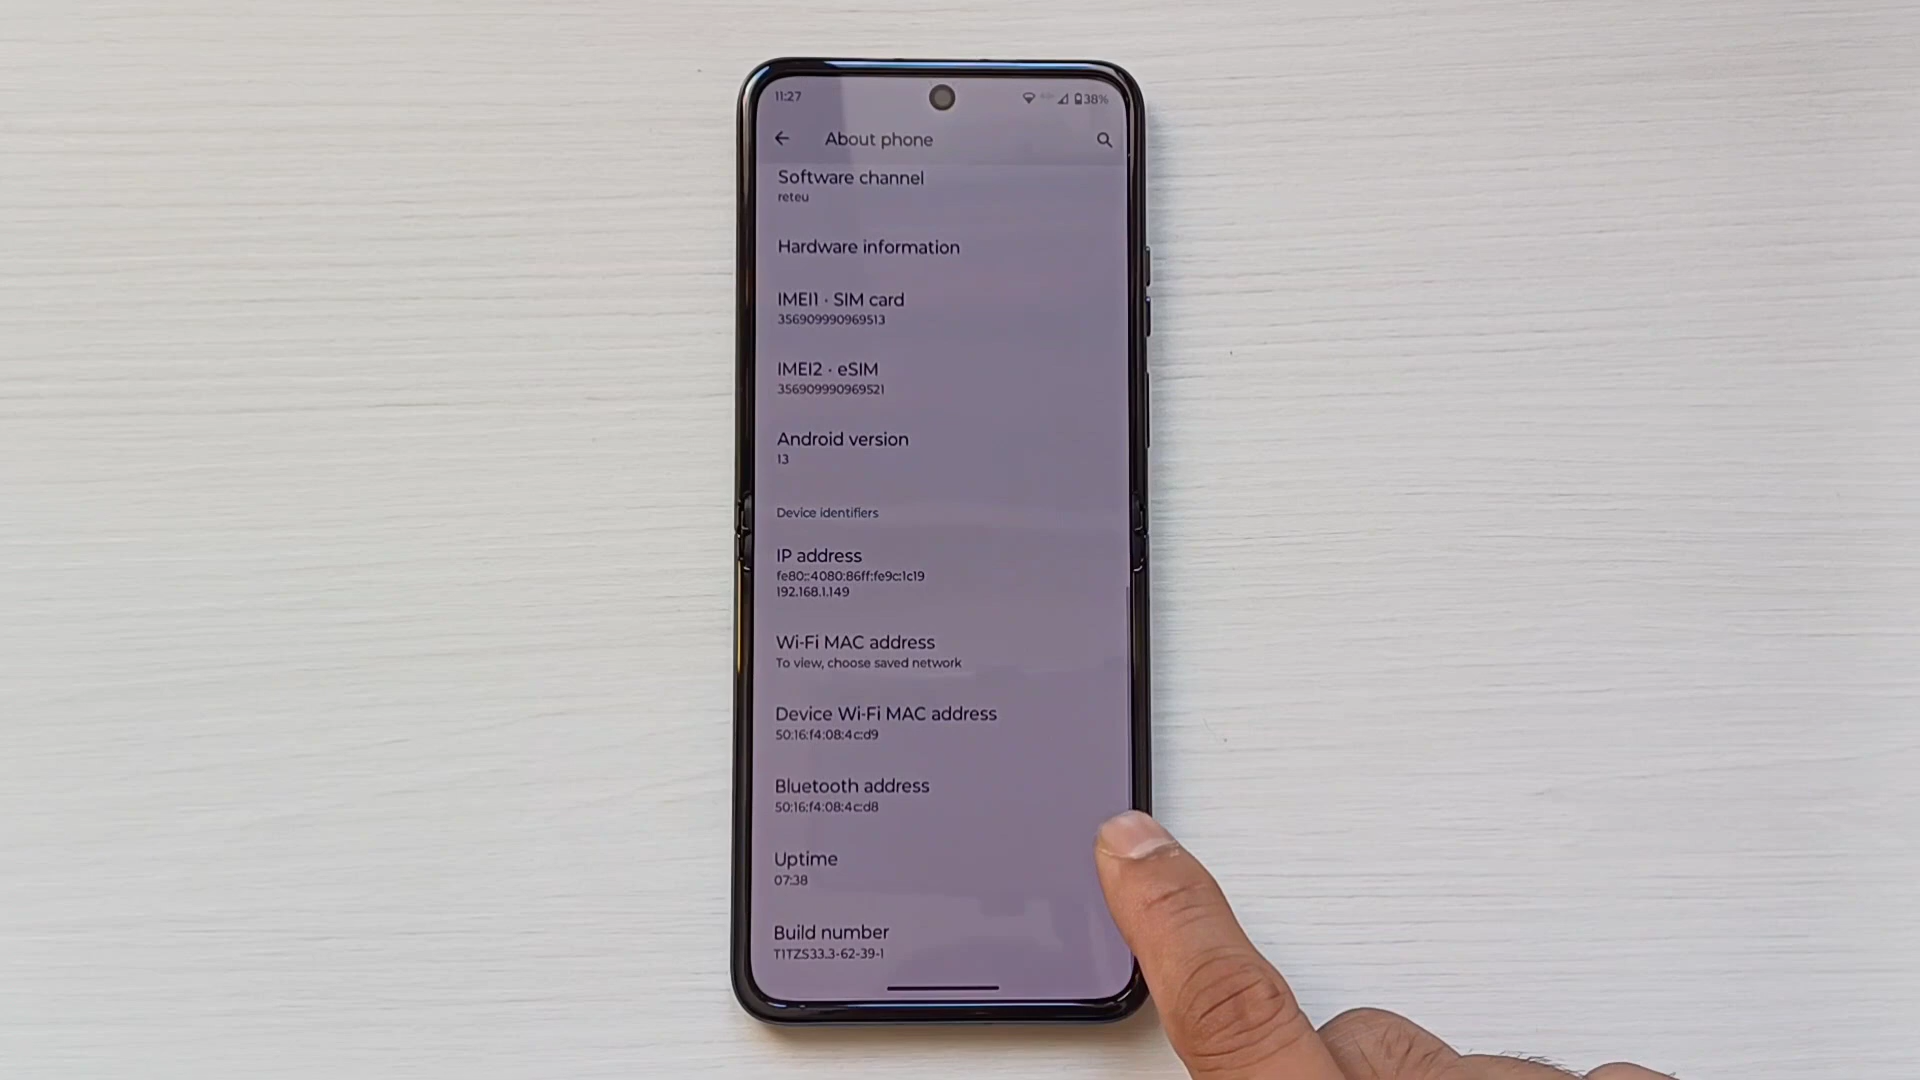 11:27
38%
About phone
Software channel
reteu
Hardware information
IMEI1 · SIM card
356909990969513
IMEI2 · eSIM
356909990969521
Android version
13
Device identifiers
IP address
fe80::4080:86ff:fe9c:1c19
192.168.1.149
Wi-Fi MAC address
To view, choose saved network
Device Wi-Fi MAC address
50:16:f4:08:4c:d9
Bluetooth address
50:16:f4:08:4c:d8
Uptime
07:38
Build number
T1TZS33.3-62-39-1